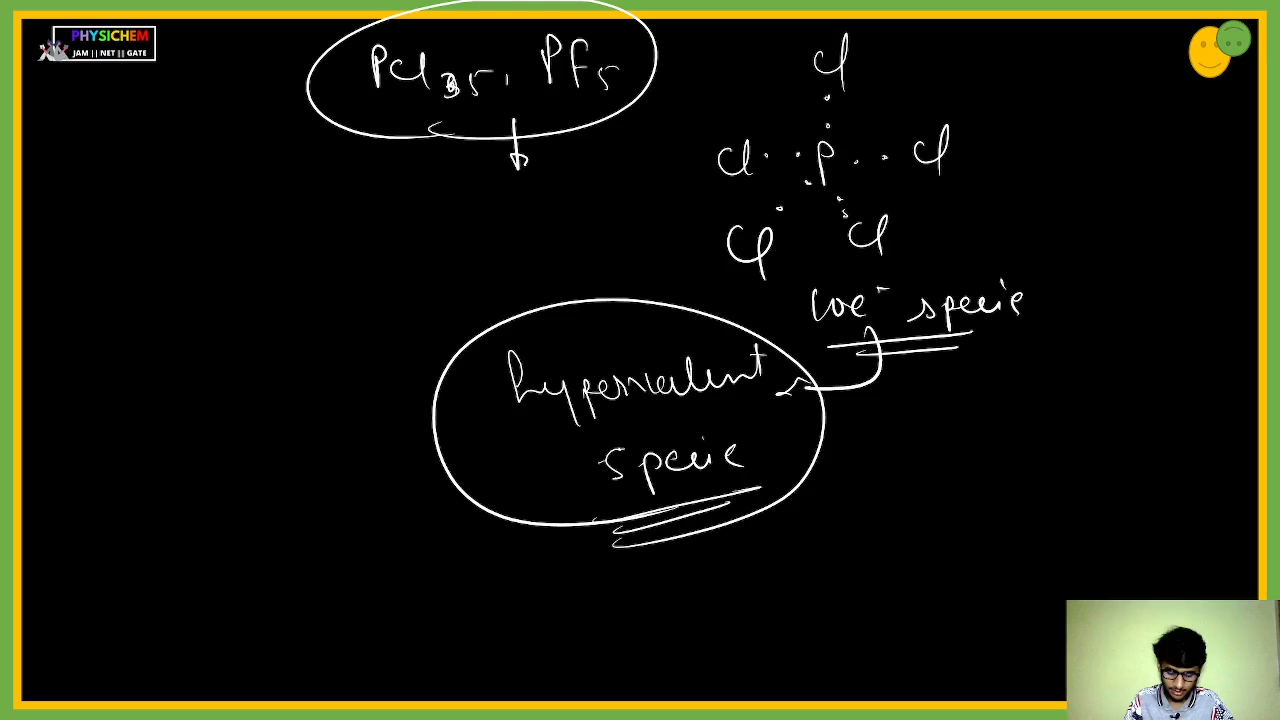 PHYSICHEM
JAM || NET || GATE
PCl5, PF5
Cl
Cl P Cl
Cl Cl
10e⁻ specie
hypervalent
specie